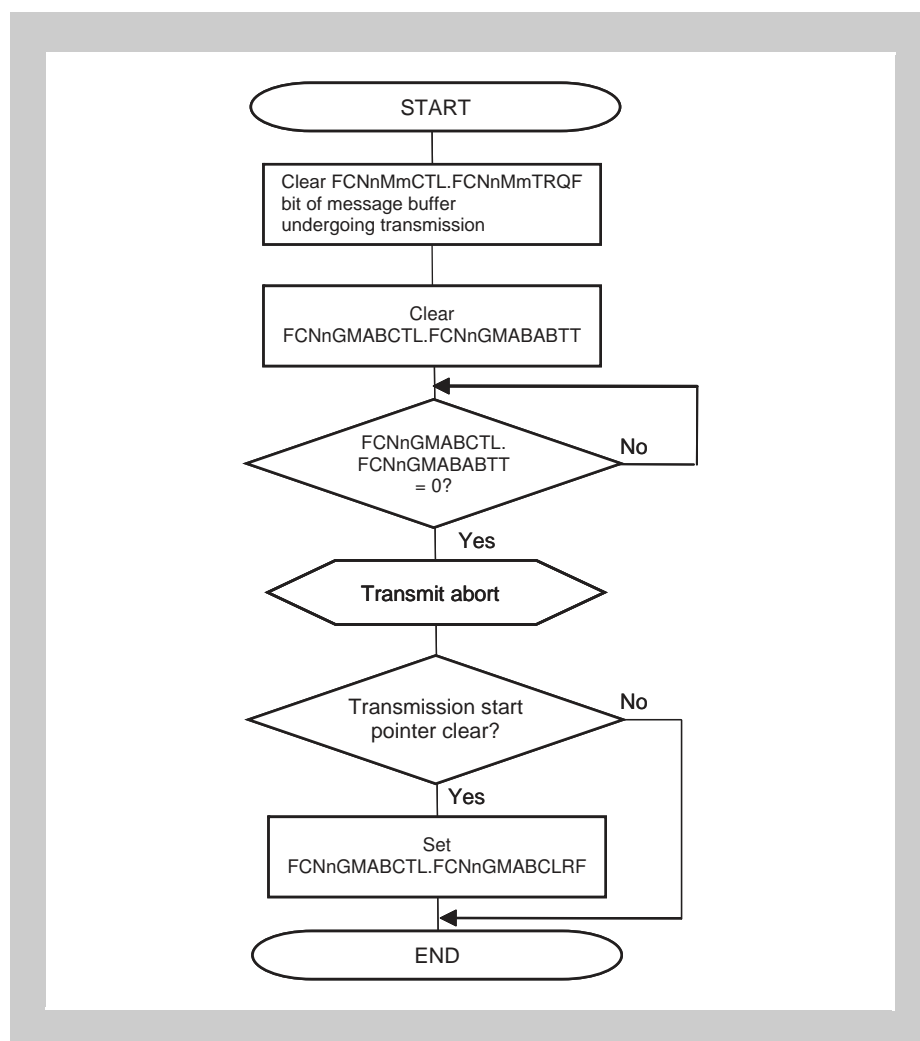 START
Clear FCNnMmCTL.FCNnMmTRQF
bit of message buffer
undergoing transmission
Clear
FCNnGMABCTL.FCNnGMABABTT
FCNnGMABCTL.
FCNnGMABABTT
= 0?
No
Yes
Transmit abort
Transmission start
pointer clear?
No
Yes
Set
FCNnGMABCTL.FCNnGMABCLRF
END